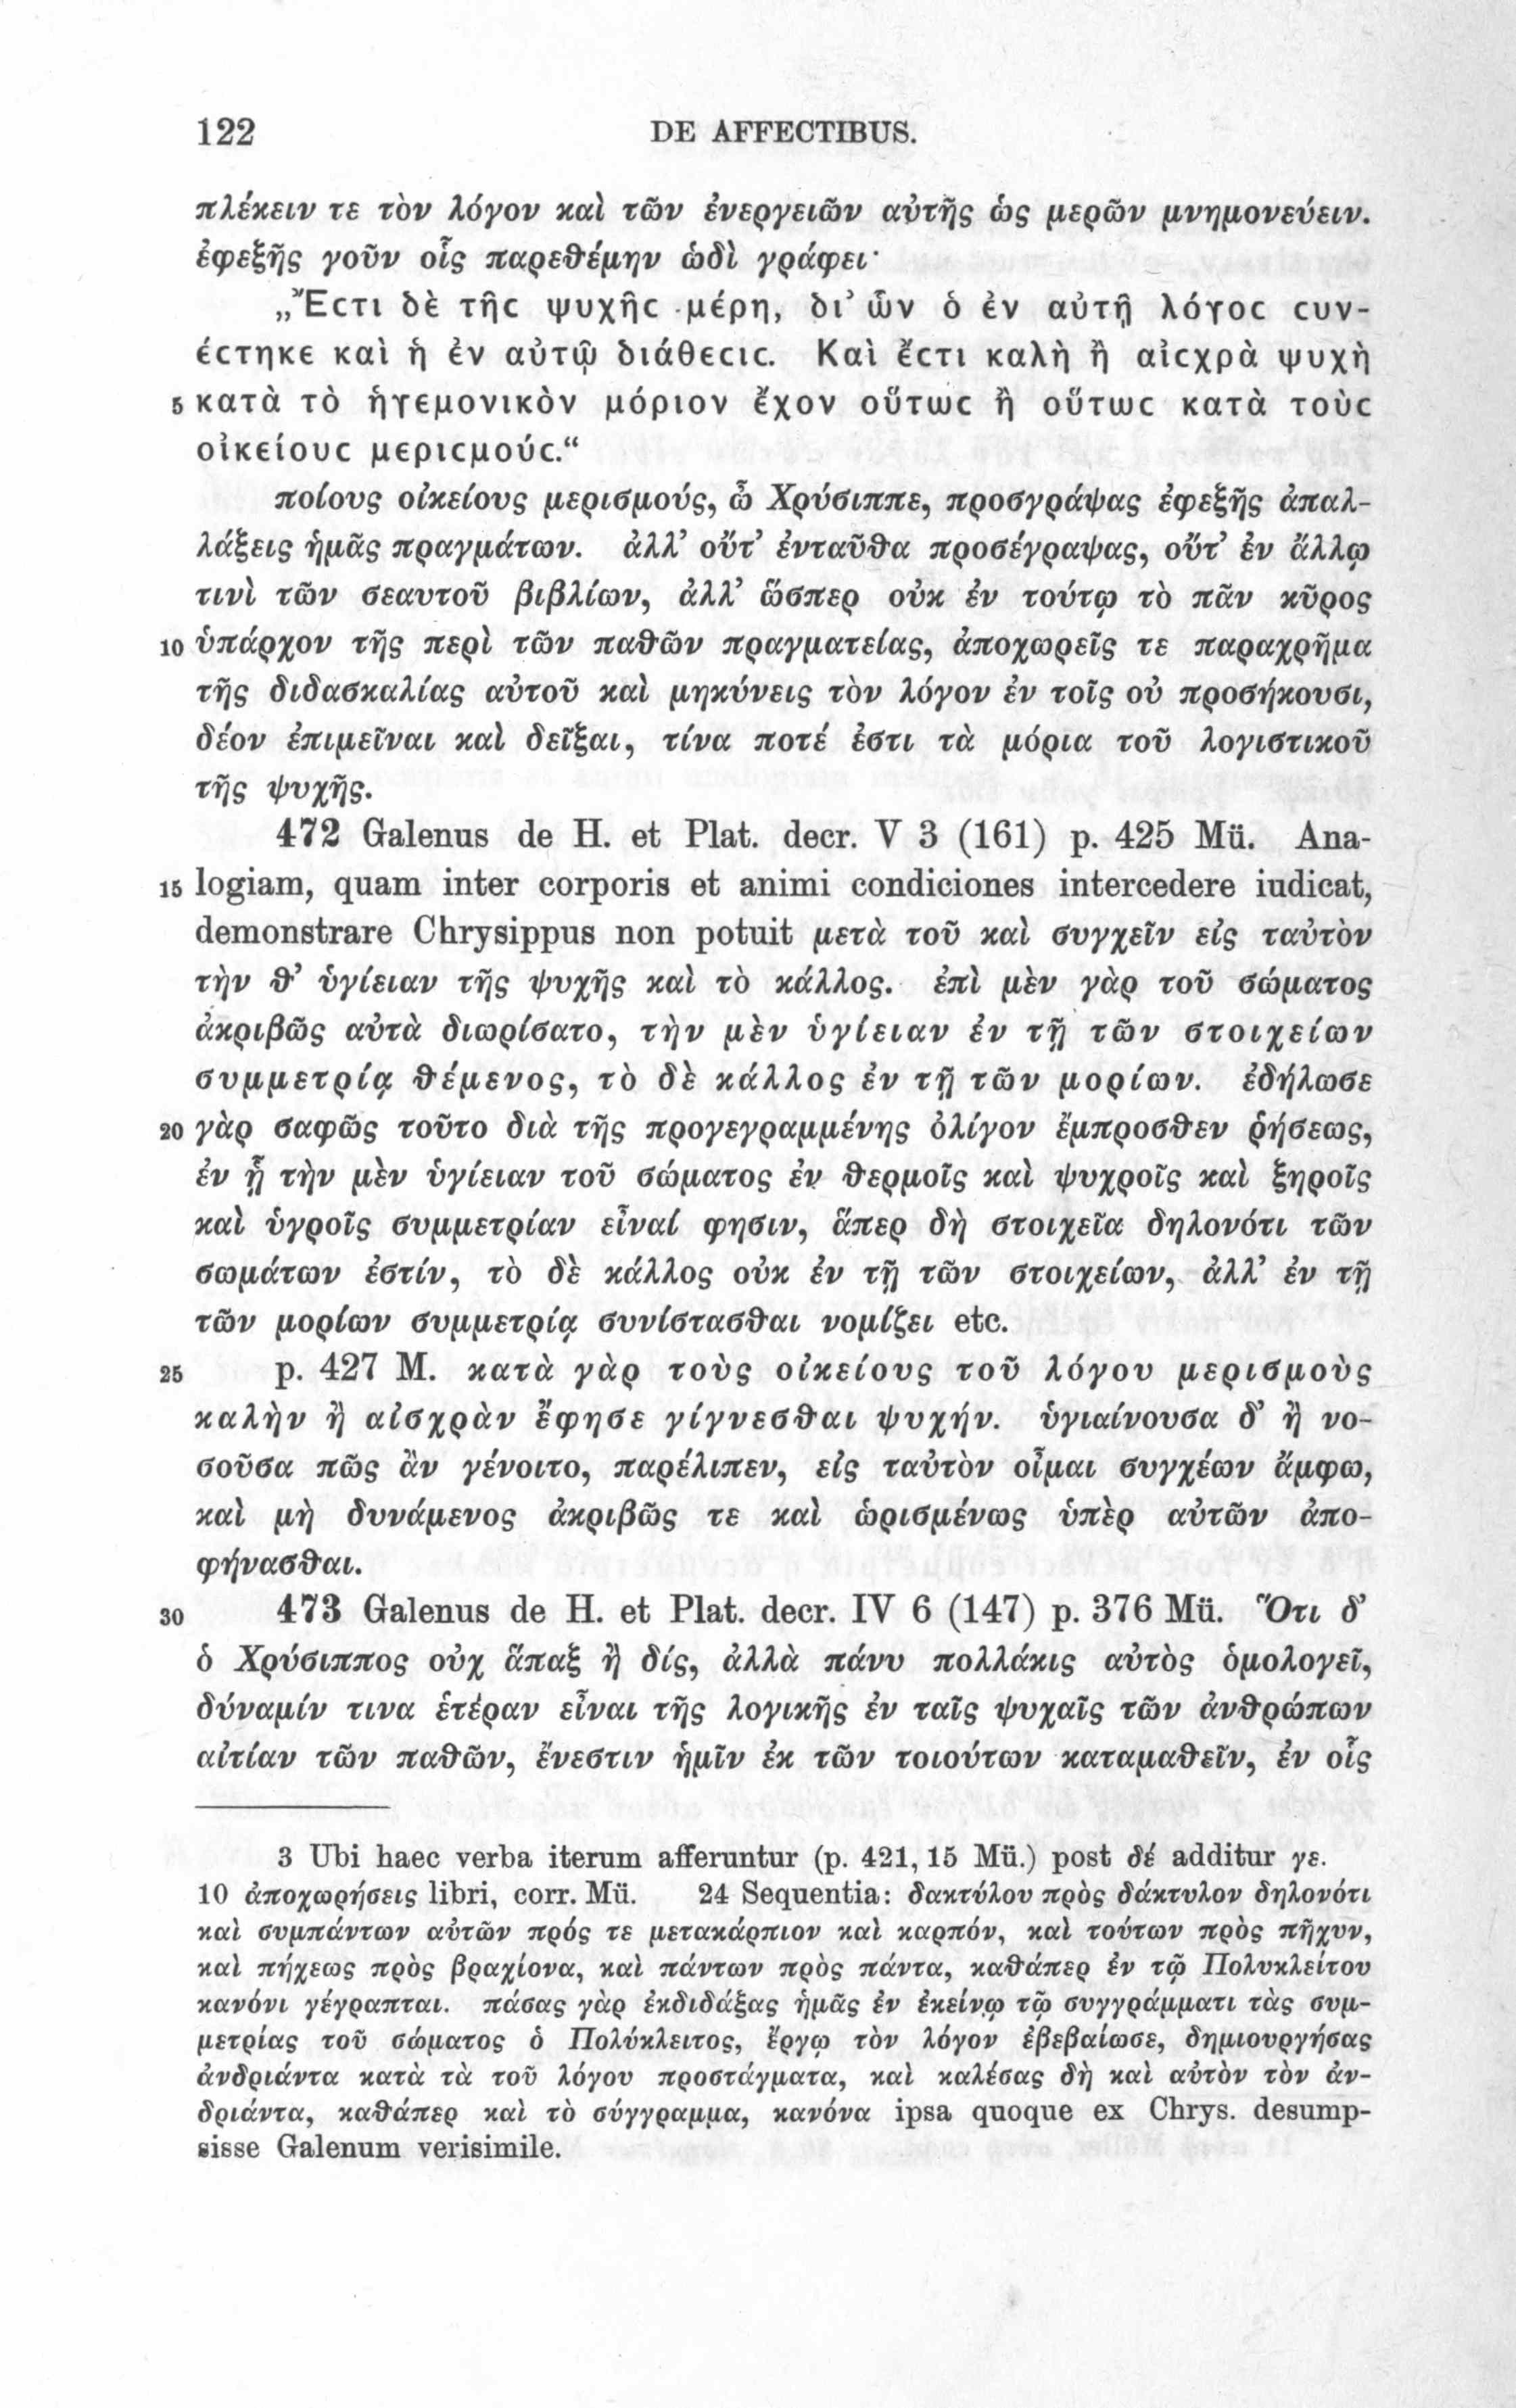 122 DE AFFECTIBUS.
πλέκειν τε τὸν λόγον καὶ τῶν ἐνεργειῶν αὐτῆς ὡς μερῶν μνημονεύειν.
ἐφεξῆς γοῦν οἷς παρεθέμην ὡδὶ γράφει·
„Ἔϲτι δὲ τῆϲ ψυχῆϲ μέρη, δι’ ὧν ὁ ἐν αὐτῇ λόγοϲ ϲυν-
έϲτηκε καὶ ἡ ἐν αὐτῷ διάθεϲιϲ. Καὶ ἔϲτι καλὴ ἢ αἰϲχρὰ ψυχὴ
5 κατὰ τὸ ἡγεμονικὸν μόριον ἔχον οὕτωϲ ἢ οὕτωϲ κατὰ τοὺϲ
οἰκείουϲ μεριϲμούϲ.“
ποίους οἰκείους μερισμούς, ὦ Χρύσιππε, προσγράψας ἐφεξῆς ἀπαλ-
λάξεις ἡμᾶς πραγμάτων. ἀλλ’ οὔτ’ ἐνταῦθα προσέγραψας, οὔτ’ ἐν ἄλλῳ
τινὶ τῶν σεαυτοῦ βιβλίων, ἀλλ’ ὥσπερ οὐκ ἐν τούτῳ τὸ πᾶν κῦρος
10 ὑπάρχον τῆς περὶ τῶν παθῶν πραγματείας, ἀποχωρεῖς τε παραχρῆμα
τῆς διδασκαλίας αὐτοῦ καὶ μηκύνεις τὸν λόγον ἐν τοῖς οὐ προσήκουσι,
δέον ἐπιμεῖναι καὶ δεῖξαι, τίνα ποτέ ἐστι τὰ μόρια τοῦ λογιστικοῦ
τῆς ψυχῆς.
472 Galenus de H. et Plat. decr. V 3 (161) p. 425 Mü. Ana-
15 logiam, quam inter corporis et animi condiciones intercedere iudicat,
demonstrare Chrysippus non potuit μετὰ τοῦ καὶ συγχεῖν εἰς ταὐτὸν
τὴν θ’ ὑγίειαν τῆς ψυχῆς καὶ τὸ κάλλος. ἐπὶ μὲν γὰρ τοῦ σώματος
ἀκριβῶς αὐτὰ διωρίσατο, τὴν μὲν ὑγίειαν ἐν τῇ τῶν στοιχείων
συμμετρίᾳ θέμενος, τὸ δὲ κάλλος ἐν τῇ τῶν μορίων. ἐδήλωσε
20 γὰρ σαφῶς τοῦτο διὰ τῆς προγεγραμμένης ὀλίγον ἔμπροσθεν ῥήσεως,
ἐν ᾗ τὴν μὲν ὑγίειαν τοῦ σώματος ἐν θερμοῖς καὶ ψυχροῖς καὶ ξηροῖς
καὶ ὑγροῖς συμμετρίαν εἶναί φησιν, ἅπερ δὴ στοιχεῖα δηλονότι τῶν
σωμάτων ἐστίν, τὸ δὲ κάλλος οὐκ ἐν τῇ τῶν στοιχείων, ἀλλ’ ἐν τῇ
τῶν μορίων συμμετρίᾳ συνίστασθαι νομίζει etc.
25 p. 427 M. κατὰ γὰρ τοὺς οἰκείους τοῦ λόγου μερισμοὺς
καλὴν ἢ αἰσχρὰν ἔφησε γίγνεσθαι ψυχήν. ὑγιαίνουσα δ’ ἢ νο-
σοῦσα πῶς ἂν γένοιτο, παρέλιπεν, εἰς ταὐτὸν οἶμαι συγχέων ἄμφω,
καὶ μὴ δυνάμενος ἀκριβῶς τε καὶ ὡρισμένως ὑπὲρ αὐτῶν ἀπο-
φήνασθαι.
30 473 Galenus de H. et Plat. decr. IV 6 (147) p. 376 Mü. Ὅτι δ’
ὁ Χρύσιππος οὐχ ἅπαξ ἢ δίς, ἀλλὰ πάνυ πολλάκις αὐτὸς ὁμολογεῖ,
δύναμίν τινα ἑτέραν εἶναι τῆς λογικῆς ἐν ταῖς ψυχαῖς τῶν ἀνθρώπων
αἰτίαν τῶν παθῶν, ἔνεστιν ἡμῖν ἐκ τῶν τοιούτων καταμαθεῖν, ἐν οἷς
3 Ubi haec verba iterum afferuntur (p. 421, 15 Mü.) post δέ additur γε.
10 ἀποχωρήσεις libri, corr. Mü. 24 Sequentia: δακτύλου πρὸς δάκτυλον δηλονότι
καὶ συμπάντων αὐτῶν πρός τε μετακάρπιον καὶ καρπόν, καὶ τούτων πρὸς πῆχυν,
καὶ πήχεως πρὸς βραχίονα, καὶ πάντων πρὸς πάντα, καθάπερ ἐν τῷ Πολυκλείτου
κανόνι γέγραπται. πάσας γὰρ ἐκδιδάξας ἡμᾶς ἐν ἐκείνῳ τῷ συγγράμματι τὰς συμ-
μετρίας τοῦ σώματος ὁ Πολύκλειτος, ἔργῳ τὸν λόγον ἐβεβαίωσε, δημιουργήσας
ἀνδριάντα κατὰ τὰ τοῦ λόγου προστάγματα, καὶ καλέσας δὴ καὶ αὐτὸν τὸν ἀν-
δριάντα, καθάπερ καὶ τὸ σύγγραμμα, κανόνα ipsa quoque ex Chrys. desump-
sisse Galenum verisimile.